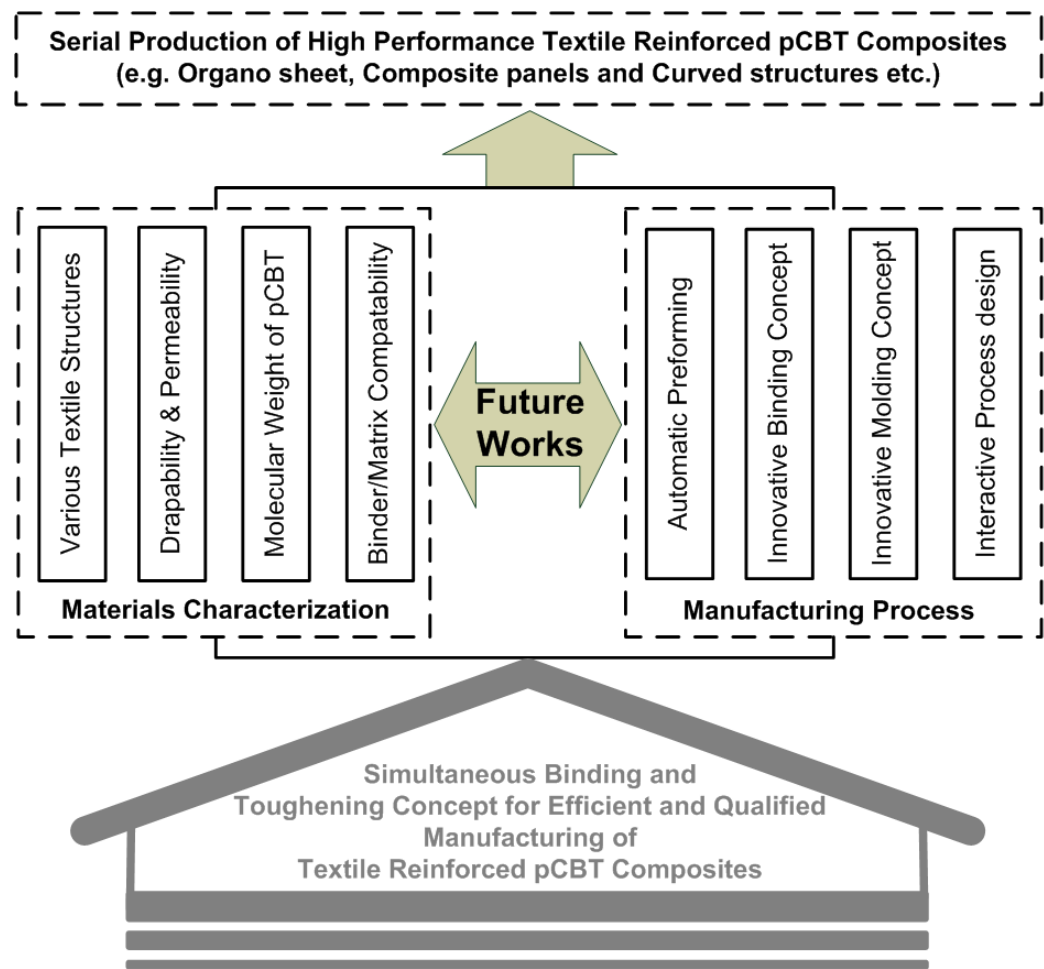 Serial Production of High Performance Textile Reinforced pCBT Composites
(e.g. Organo sheet, Composite panels and Curved structures etc.)
Various Textile Structures
Drapability & Permeability
Molecular Weight of pCBT
Binder/Matrix Compatability
Materials Characterization
Future
Works
Automatic Preforming
Innovative Binding Concept
Innovative Molding Concept
Interactive Process design
Manufacturing Process
Simultaneous Binding and
Toughening Concept for Efficient and Qualified
Manufacturing of
Textile Reinforced pCBT Composites